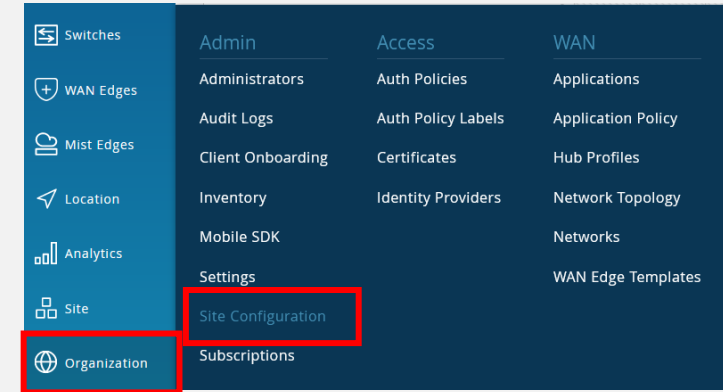 Switches
WAN Edges
Mist Edges
Location
Analytics
Site
Organization
Admin
Administrators
Audit Logs
Client Onboarding
Inventory
Mobile SDK
Settings
Site Configuration
Subscriptions
Access
Auth Policies
Auth Policy Labels
Certificates
Identity Providers
WAN
Applications
Application Policy
Hub Profiles
Network Topology
Networks
WAN Edge Templates